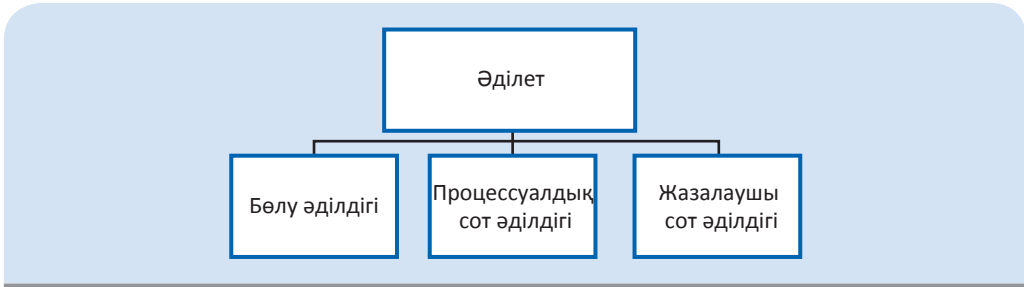 Әділет
Бөлу әділдігі
Процессуалдық
сот әділдігі
Жазалаушы
сот әділдігі